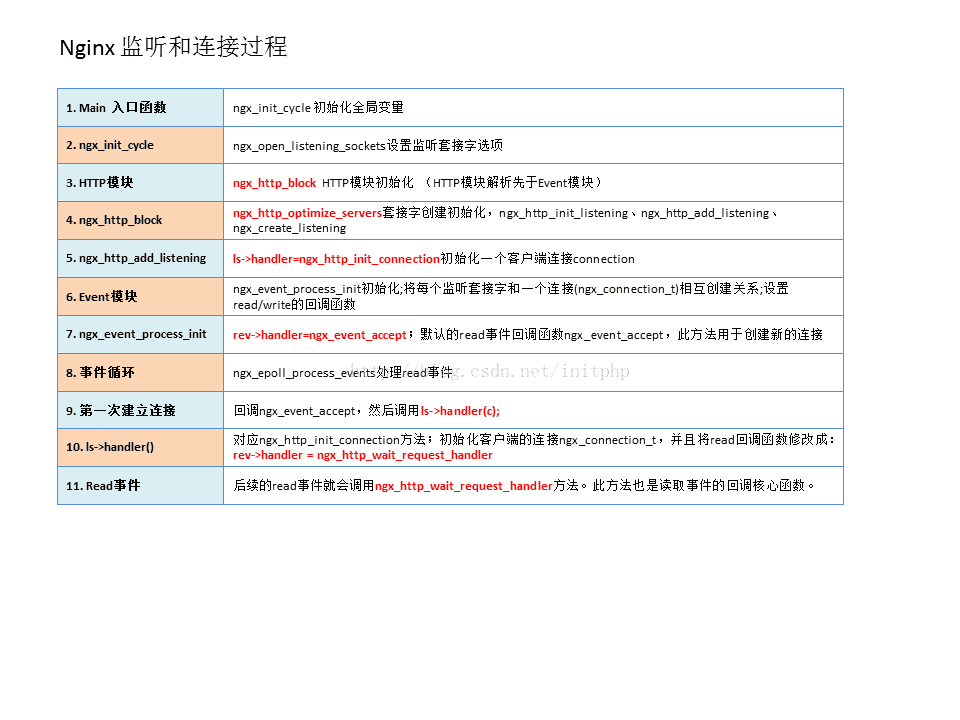 Nginx 监听和连接过程
1. Main 入口函数
ngx_init_cycle 初始化全局变量
2. ngx_init_cycle
ngx_open_listening_sockets设置监听套接字选项
3. HTTP模块
ngx_http_block HTTP模块初始化 （HTTP模块解析先于Event模块）
4. ngx_http_block
ngx_http_optimize_servers套接字创建初始化，ngx_http_init_listening、ngx_http_add_listening、
ngx_create_listening
5. ngx_http_add_listening
ls->handler=ngx_http_init_connection初始化一个客户端连接connection
6. Event模块
ngx_event_process_init初始化;将每个监听套接字和一个连接(ngx_connection_t)相互创建关系;设置
read/write的回调函数
7. ngx_event_process_init
rev->handler=ngx_event_accept；默认的read事件回调函数ngx_event_accept，此方法用于创建新的连接
8. 事件循环
ngx_epoll_process_events处理read事件
http://blog.csdn.net/initphp
9. 第一次建立连接
回调ngx_event_accept，然后调用ls->handler(c);
10. ls->handler()
对应ngx_http_init_connection方法；初始化客户端的连接ngx_connection_t，并且将read回调函数修改成：
rev->handler = ngx_http_wait_request_handler
11. Read事件
后续的read事件就会调用ngx_http_wait_request_handler方法。此方法也是读取事件的回调核心函数。